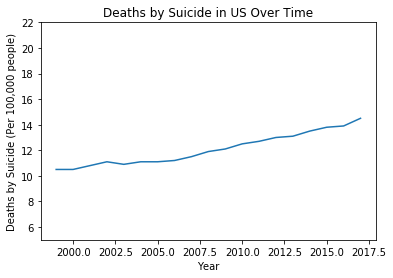 Deaths by Suicide in US Over Time
22
20
18
16
14
12
10
8
6
Deaths by Suicide (Per 100,000 people)
2000.0 2002.5 2005.0 2007.5 2010.0 2012.5 2015.0 2017.5
Year